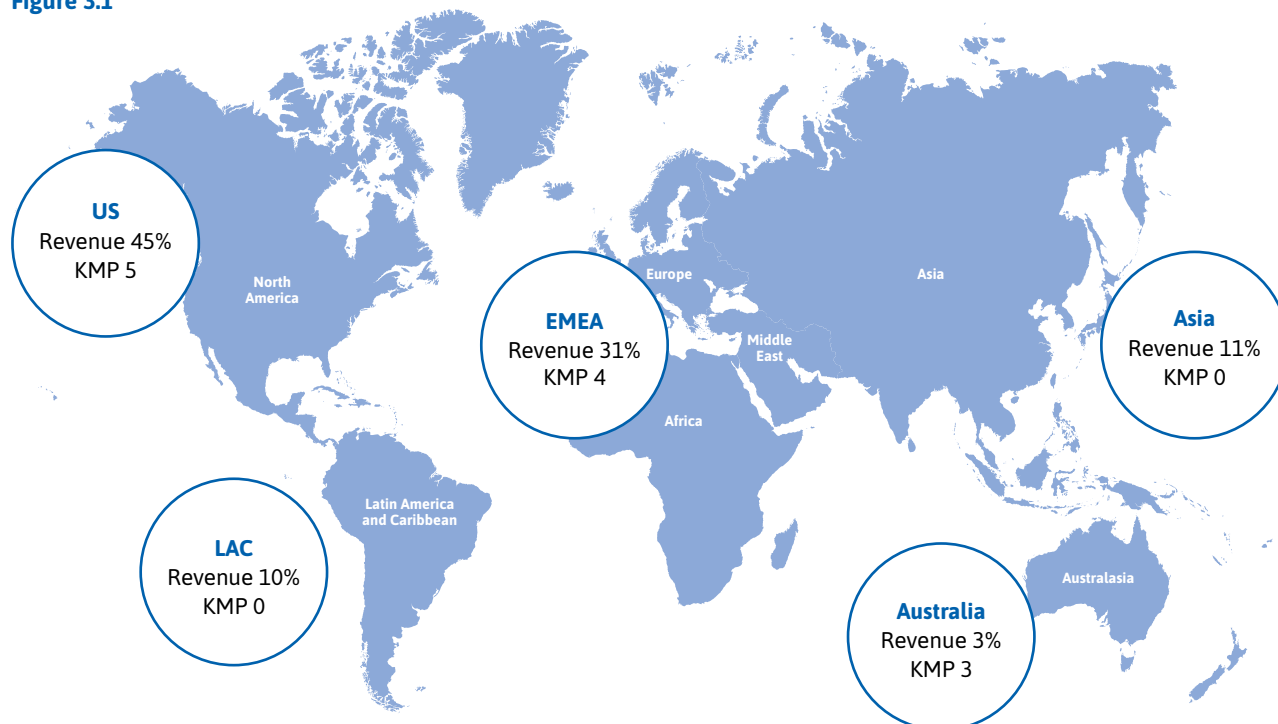 Figure 3.1
US
Revenue 45%
KMP 5
North
America
Europe
Asia
EMEA
Revenue 31%
KMP 4
Middle
East
Asia
Revenue 11%
KMP 0
Africa
Latin America
and Caribbean
LAC
Revenue 10%
KMP 0
Australasia
Australia
Revenue 3%
KMP 3